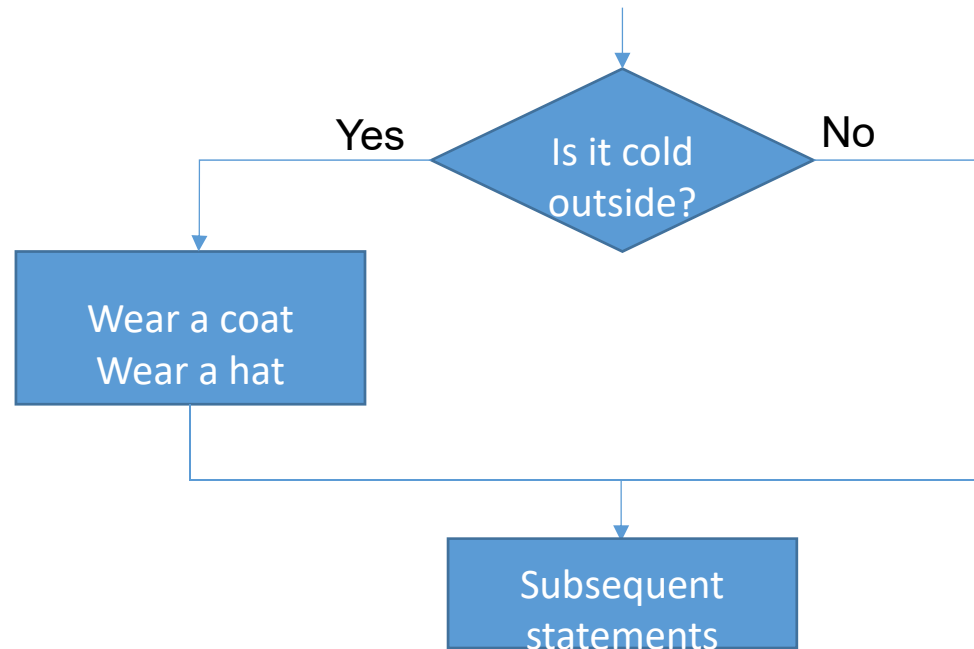 Yes
Is it cold
outside?
No
Wear a coat
Wear a hat
Subsequent
statements